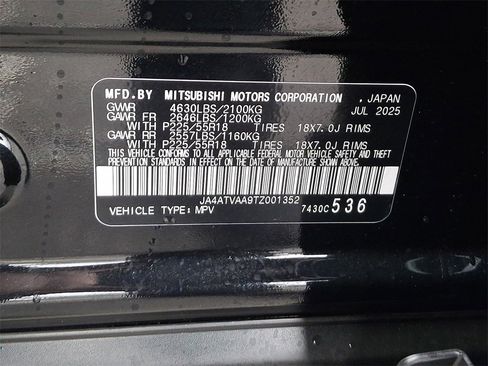 MFD.BY MITSUBISHI MOTORS CORPORATION , JAPAN
GVWR 4630LBS/2100KG JUL 2025
GAWR FR 2646LBS/1200KG
WITH P225/55R18 TIRES 18X7.0J RIMS
GAWR RR 2557LBS/1160KG
WITH P225/55R18 TIRES 18X7.0J RIMS
THIS VEHICLE CONFORMS TO ALL APPLICABLE FEDERAL MOTOR VEHICLE SAFETY AND THEFT
PREVENTION STANDARDS IN EFFECT ON THE DATE OF MANUFACTURE SHOWN ABOVE.
JA4ATVAA9TZ001352
VEHICLE TYPE: MPV 7430C536